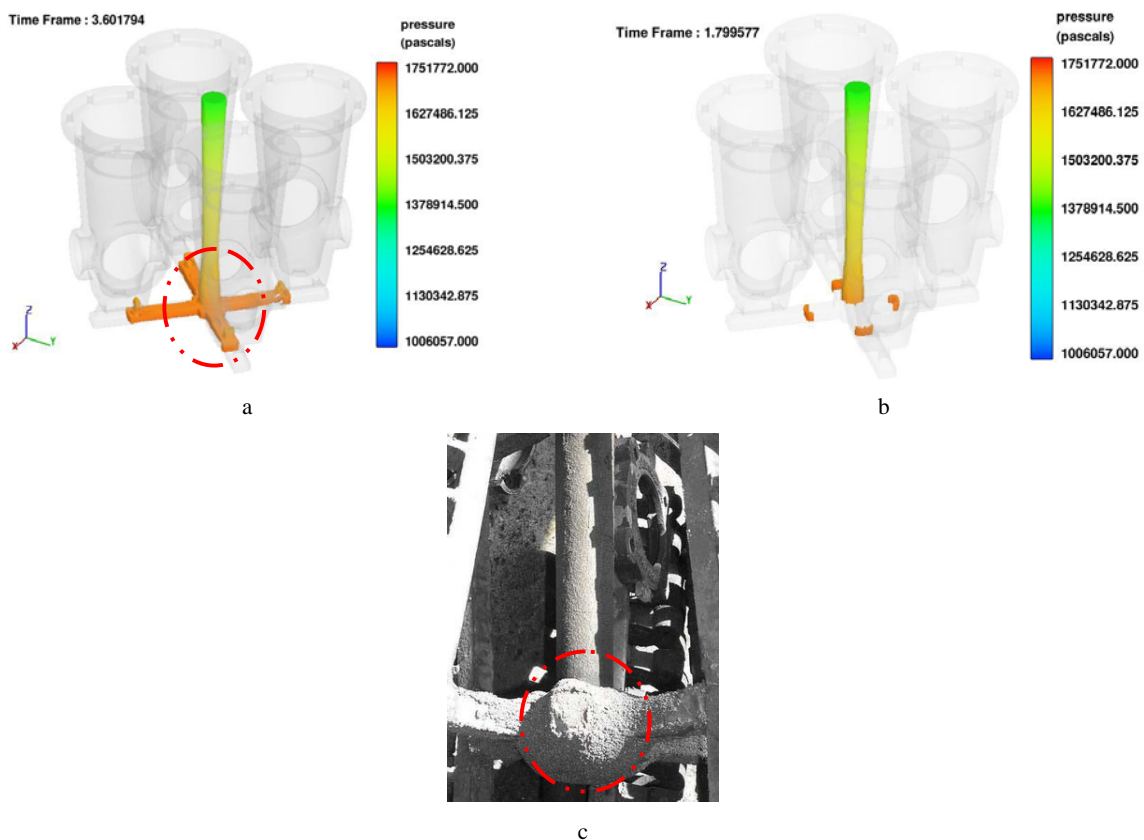 Time Frame : 3.601794
pressure
(pascals)
1751772.000
1627486.125
1503200.375
1378914.500
1254628.625
1130342.875
1006057.000
Z
X
Y
a
Time Frame : 1.799577
pressure
(pascals)
1751772.000
1627486.125
1503200.375
1378914.500
1254628.625
1130342.875
1006057.000
Z
X
Y
b
c